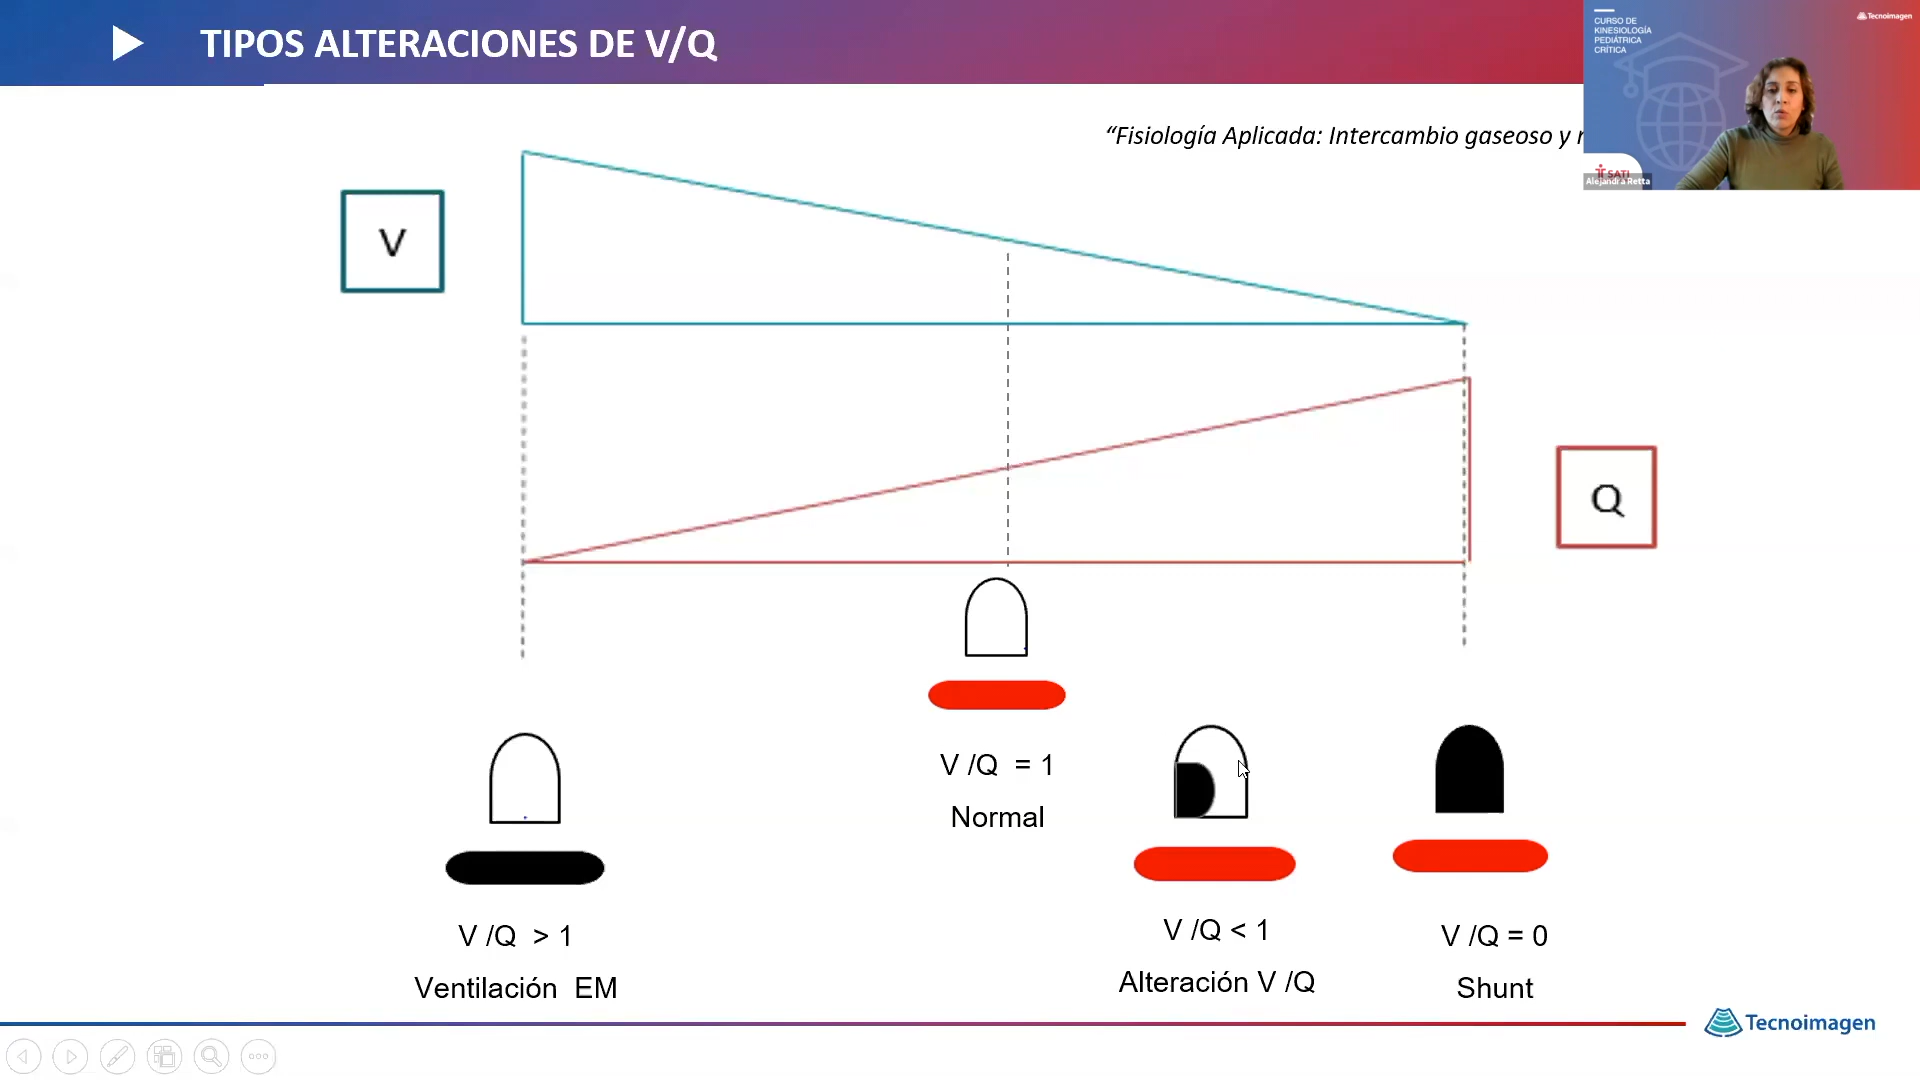 TIPOS ALTERACIONES DE V/Q
CURSO DE
KINESIOLOGÍA
PEDIÁTRICA
CRÍTICA
Tecnoimagen
SATI
Alejandra Retta
“Fisiología Aplicada: Intercambio gaseoso y
V
Q
V /Q = 1
Normal
V /Q > 1
Ventilación EM
V /Q < 1
Alteración V /Q
V /Q = 0
Shunt
Tecnoimagen